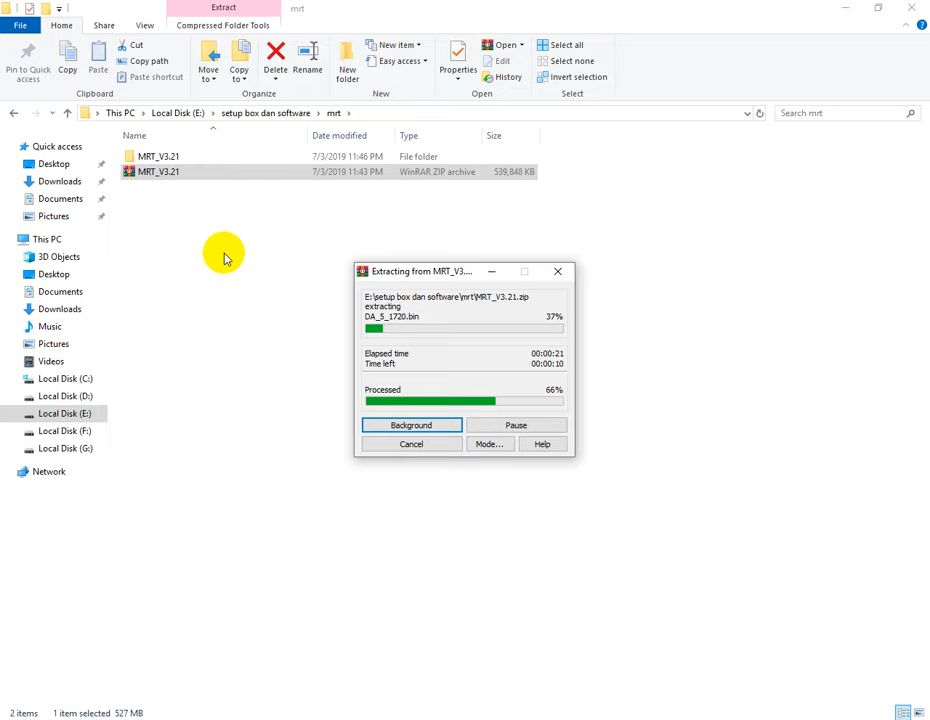 Extract
mrt
File
Home
Share
View
Compressed Folder Tools
Pin to Quick access
Copy
Paste
Cut
Copy path
Paste shortcut
Move to
Copy to
Delete
Rename
New folder
New item
Easy access
Properties
Open
Edit
History
Select all
Select none
Invert selection
Clipboard
Organize
New
Open
Select
This PC > Local Disk (E:) > setup box dan software > mrt >
Search mrt
Name
Date modified
Type
Size
MRT_V3.21 7/3/2019 11:46 PM File folder
MRT_V3.21 7/3/2019 11:43 PM WinRAR ZIP archive 539,848 KB
Quick access
Desktop
Downloads
Documents
Pictures
This PC
3D Objects
Desktop
Documents
Downloads
Music
Pictures
Videos
Local Disk (C:)
Local Disk (D:)
Local Disk (E:)
Local Disk (F:)
Local Disk (G:)
Network
Extracting from MRT_V3....
E:\setup box dan software\mrt\MRT_V3.21.zip
extracting
DA_5_1720.bin 37%
Elapsed time 00:00:21
Time left 00:00:10
Processed 66%
Background
Pause
Cancel
Mode...
Help
2 items 1 item selected 527 MB